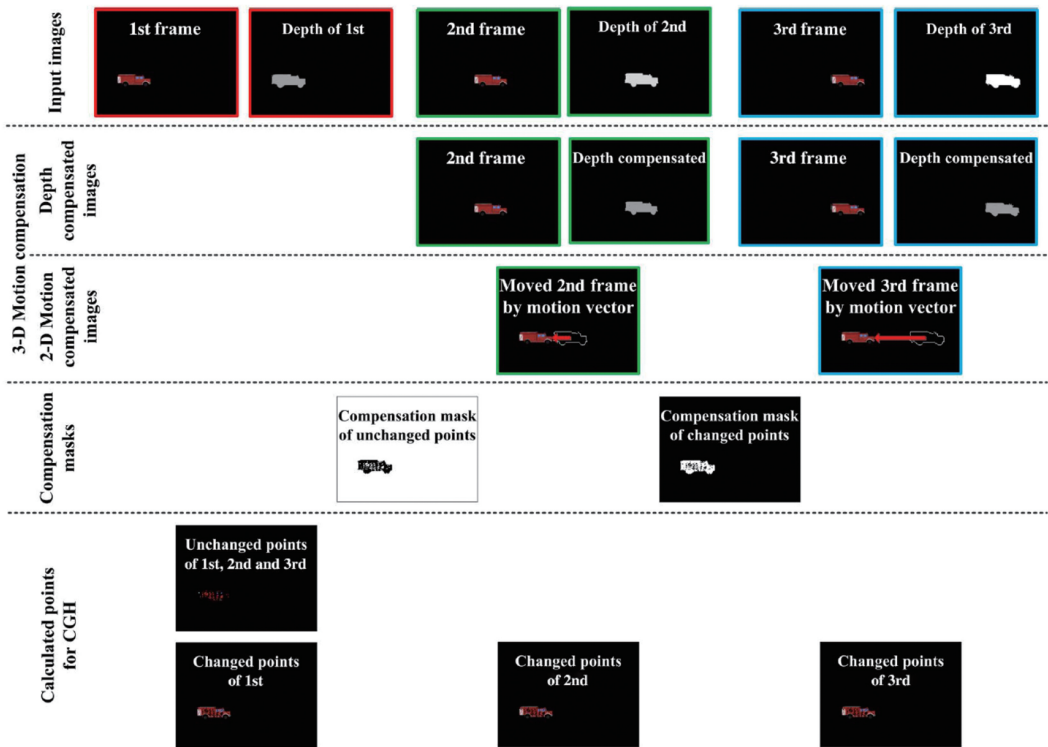 Input images
1st frame
Depth of 1st
2nd frame
Depth of 2nd
3rd frame
Depth of 3rd
3-D Motion compensation
Depth
compensated
images
2nd frame
Depth compensated
3rd frame
Depth compensated
2-D Motion
compensated
images
Moved 2nd frame
by motion vector
Moved 3rd frame
by motion vector
Compensation
masks
Compensation mask
of unchanged points
Compensation mask
of changed points
Calculated points
for CGH
Unchanged points
of 1st, 2nd and 3rd
Changed points
of 1st
Changed points
of 2nd
Changed points
of 3rd